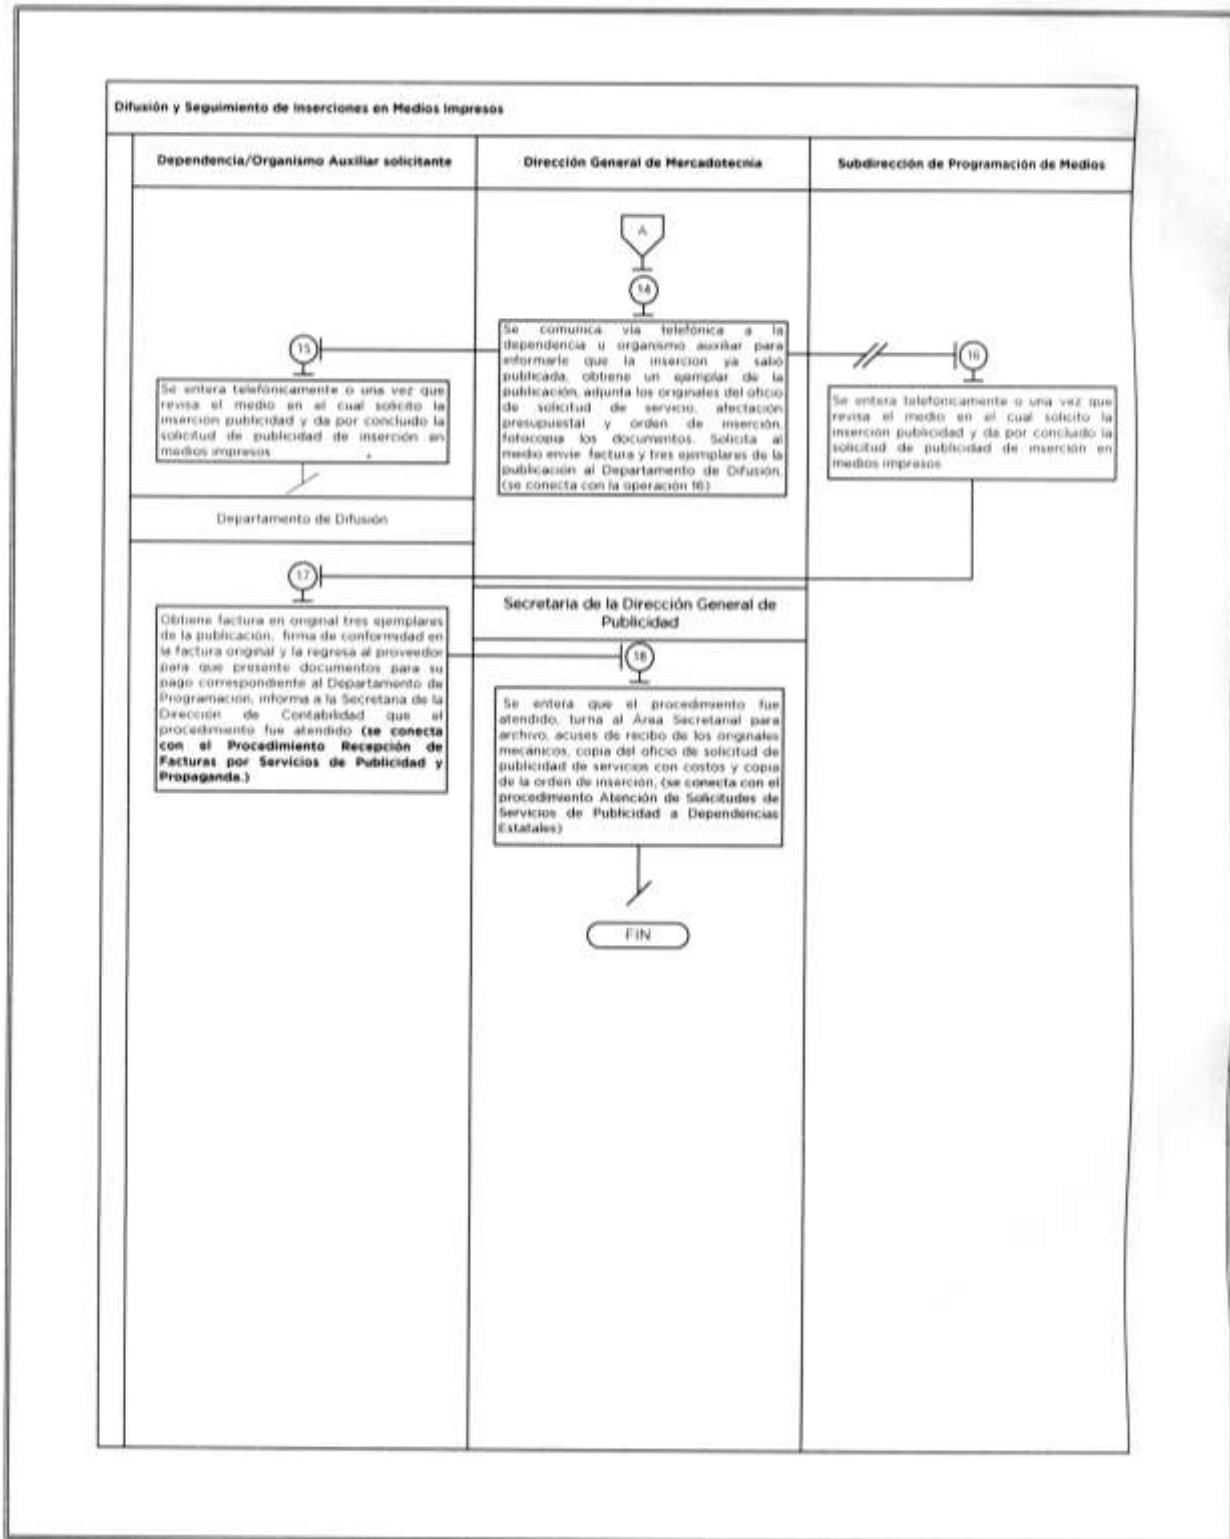 Difusión y Seguimiento de Inserciones en Medios Impresos
Dependencia/Organismo Auxiliar solicitante
Dirección General de Mercadotecnia
Subdirección de Programación de Medios
A
14
Se comunica vía telefónica a la
dependencia u organismo auxiliar para
informarle que la inserción ya salió
publicada, obtiene un ejemplar de la
publicación, adjunta los originales del oficio
de solicitud de servicio, afectación
presupuestal y orden de inserción,
fotocopia los documentos. Solicita al
medio envíe factura y tres ejemplares de la
publicación al Departamento de Difusión,
(se conecta con la operación 16)
15
Se entera telefónicamente o una vez que
revisa el medio en el cual solicito la
inserción publicidad y da por concluido la
solicitud de publicidad de inserción en
medios impresos
16
Se entera telefónicamente o una vez que
revisa el medio en el cual solicito la
inserción publicidad y da por concluido la
solicitud de publicidad de inserción en
medios impresos
Departamento de Difusión
17
Obtiene factura en original tres ejemplares
de la publicación, firma de conformidad en
la factura original y la regresa al proveedor
para que presente documentos para su
pago correspondiente al Departamento de
Programación, informa a la Secretaria de la
Dirección de Contabilidad que el
procedimiento fue atendido (se conecta
con el Procedimiento Recepción de
Facturas por Servicios de Publicidad y
Propaganda.)
Secretaria de la Dirección General de
Publicidad
18
Se entera que el procedimiento fue
atendido, turna al Área Secretarial para
archivo, acuses de recibo de los originales
mecánicos, copia del oficio de solicitud de
publicidad de servicios con costos y copia
de la orden de inserción, (se conecta con el
procedimiento Atención de Solicitudes de
Servicios de Publicidad a Dependencias
Estatales)
FIN